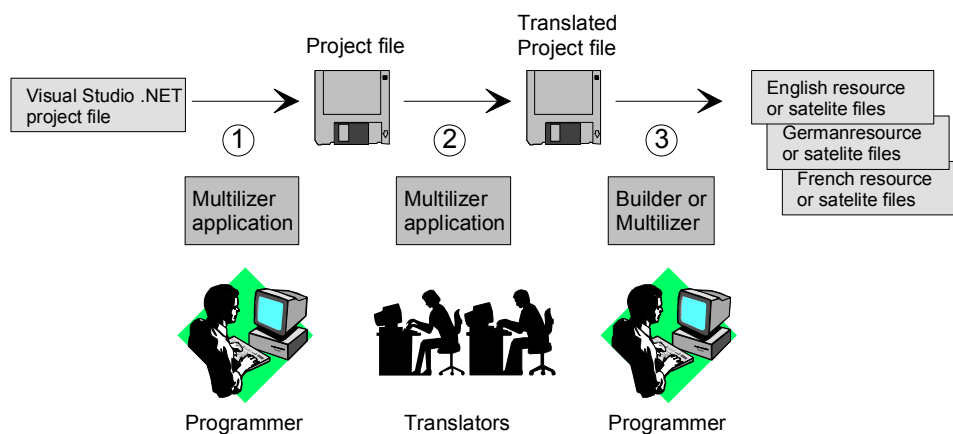 Project file
Translated
Project file
Visual Studio .NET
project file
English resource
or satelite files
Germanresource
or satelite files
French resource
or satelite files
1
2
3
Multilizer
application
Multilizer
application
Builder or
Multilizer
Programmer
Translators
Programmer